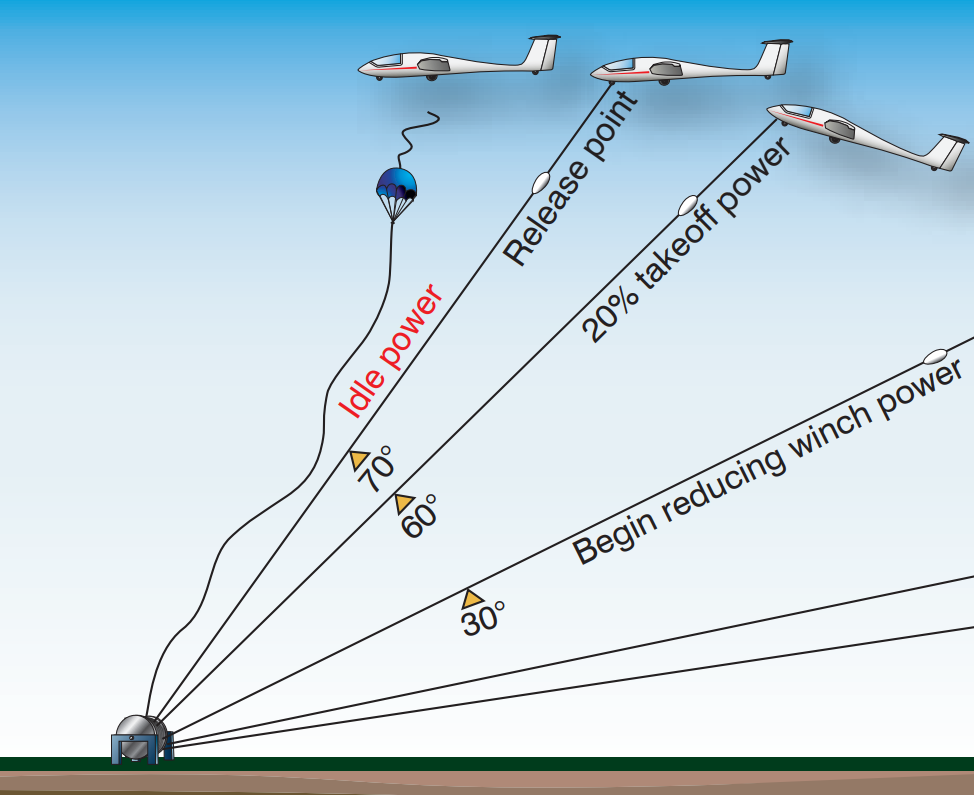 Release point
20% takeoff power
Idle power
Begin reducing winch power
70°
60°
30°